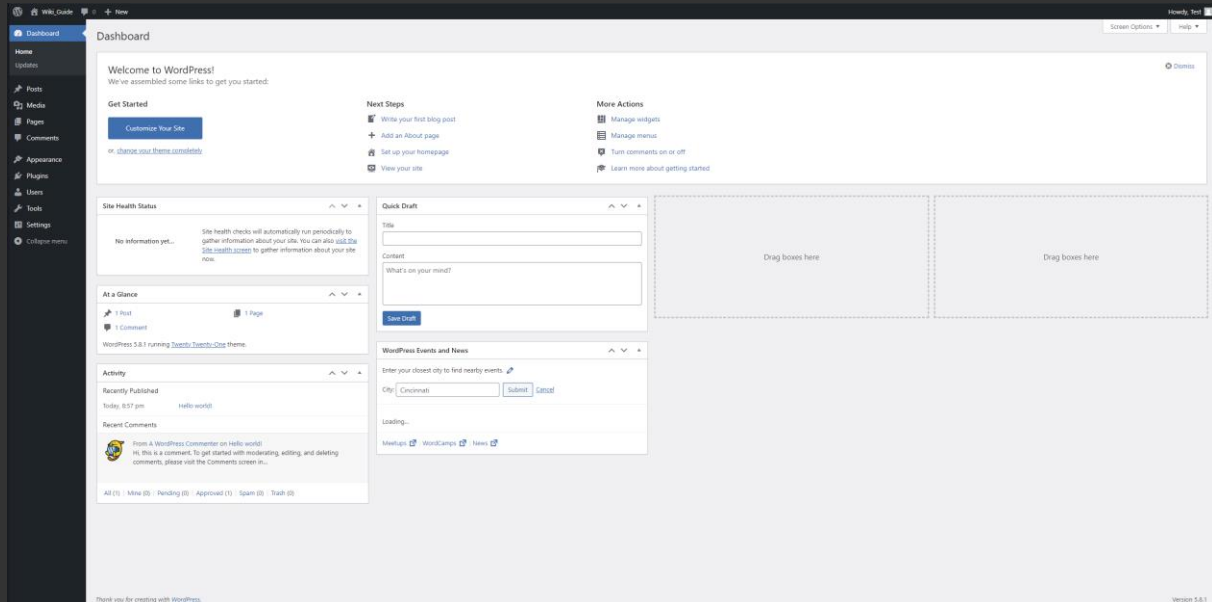 Wiki_Guide 0 + New
Howdy, Test
Dashboard
Home
Updates
Posts
Media
Pages
Comments
Appearance
Plugins
Users
Tools
Settings
Collapse menu
Screen Options Help
Dashboard
Welcome to WordPress!
We've assembled some links to get you started:
Dismiss
Get Started
Customize Your Site
or, change your theme completely
Next Steps
Write your first blog post
Add an About page
Set up your homepage
View your site
More Actions
Manage widgets
Manage menus
Turn comments on or off
Learn more about getting started
Site Health Status
No information yet...
Site health checks will automatically run periodically to
gather information about your site. You can also visit the
Site Health screen to gather information about your site
now.
At a Glance
1 Post
1 Page
1 Comment
WordPress 5.8.1 running Twenty Twenty-One theme.
Activity
Recently Published
Today, 8:57 pm Hello world!
Recent Comments
From A WordPress Commenter on Hello world!
Hi, this is a comment. To get started with moderating, editing, and deleting
comments, please visit the Comments screen in...
All (1) | Mine (0) | Pending (0) | Approved (1) | Spam (0) | Trash (0)
Quick Draft
Title
Content
What's on your mind?
Save Draft
WordPress Events and News
Enter your closest city to find nearby events.
City: Cincinnati Submit Cancel
Loading...
Meetups WordCamps News
Drag boxes here
Drag boxes here
Thank you for creating with WordPress.
Version 5.8.1